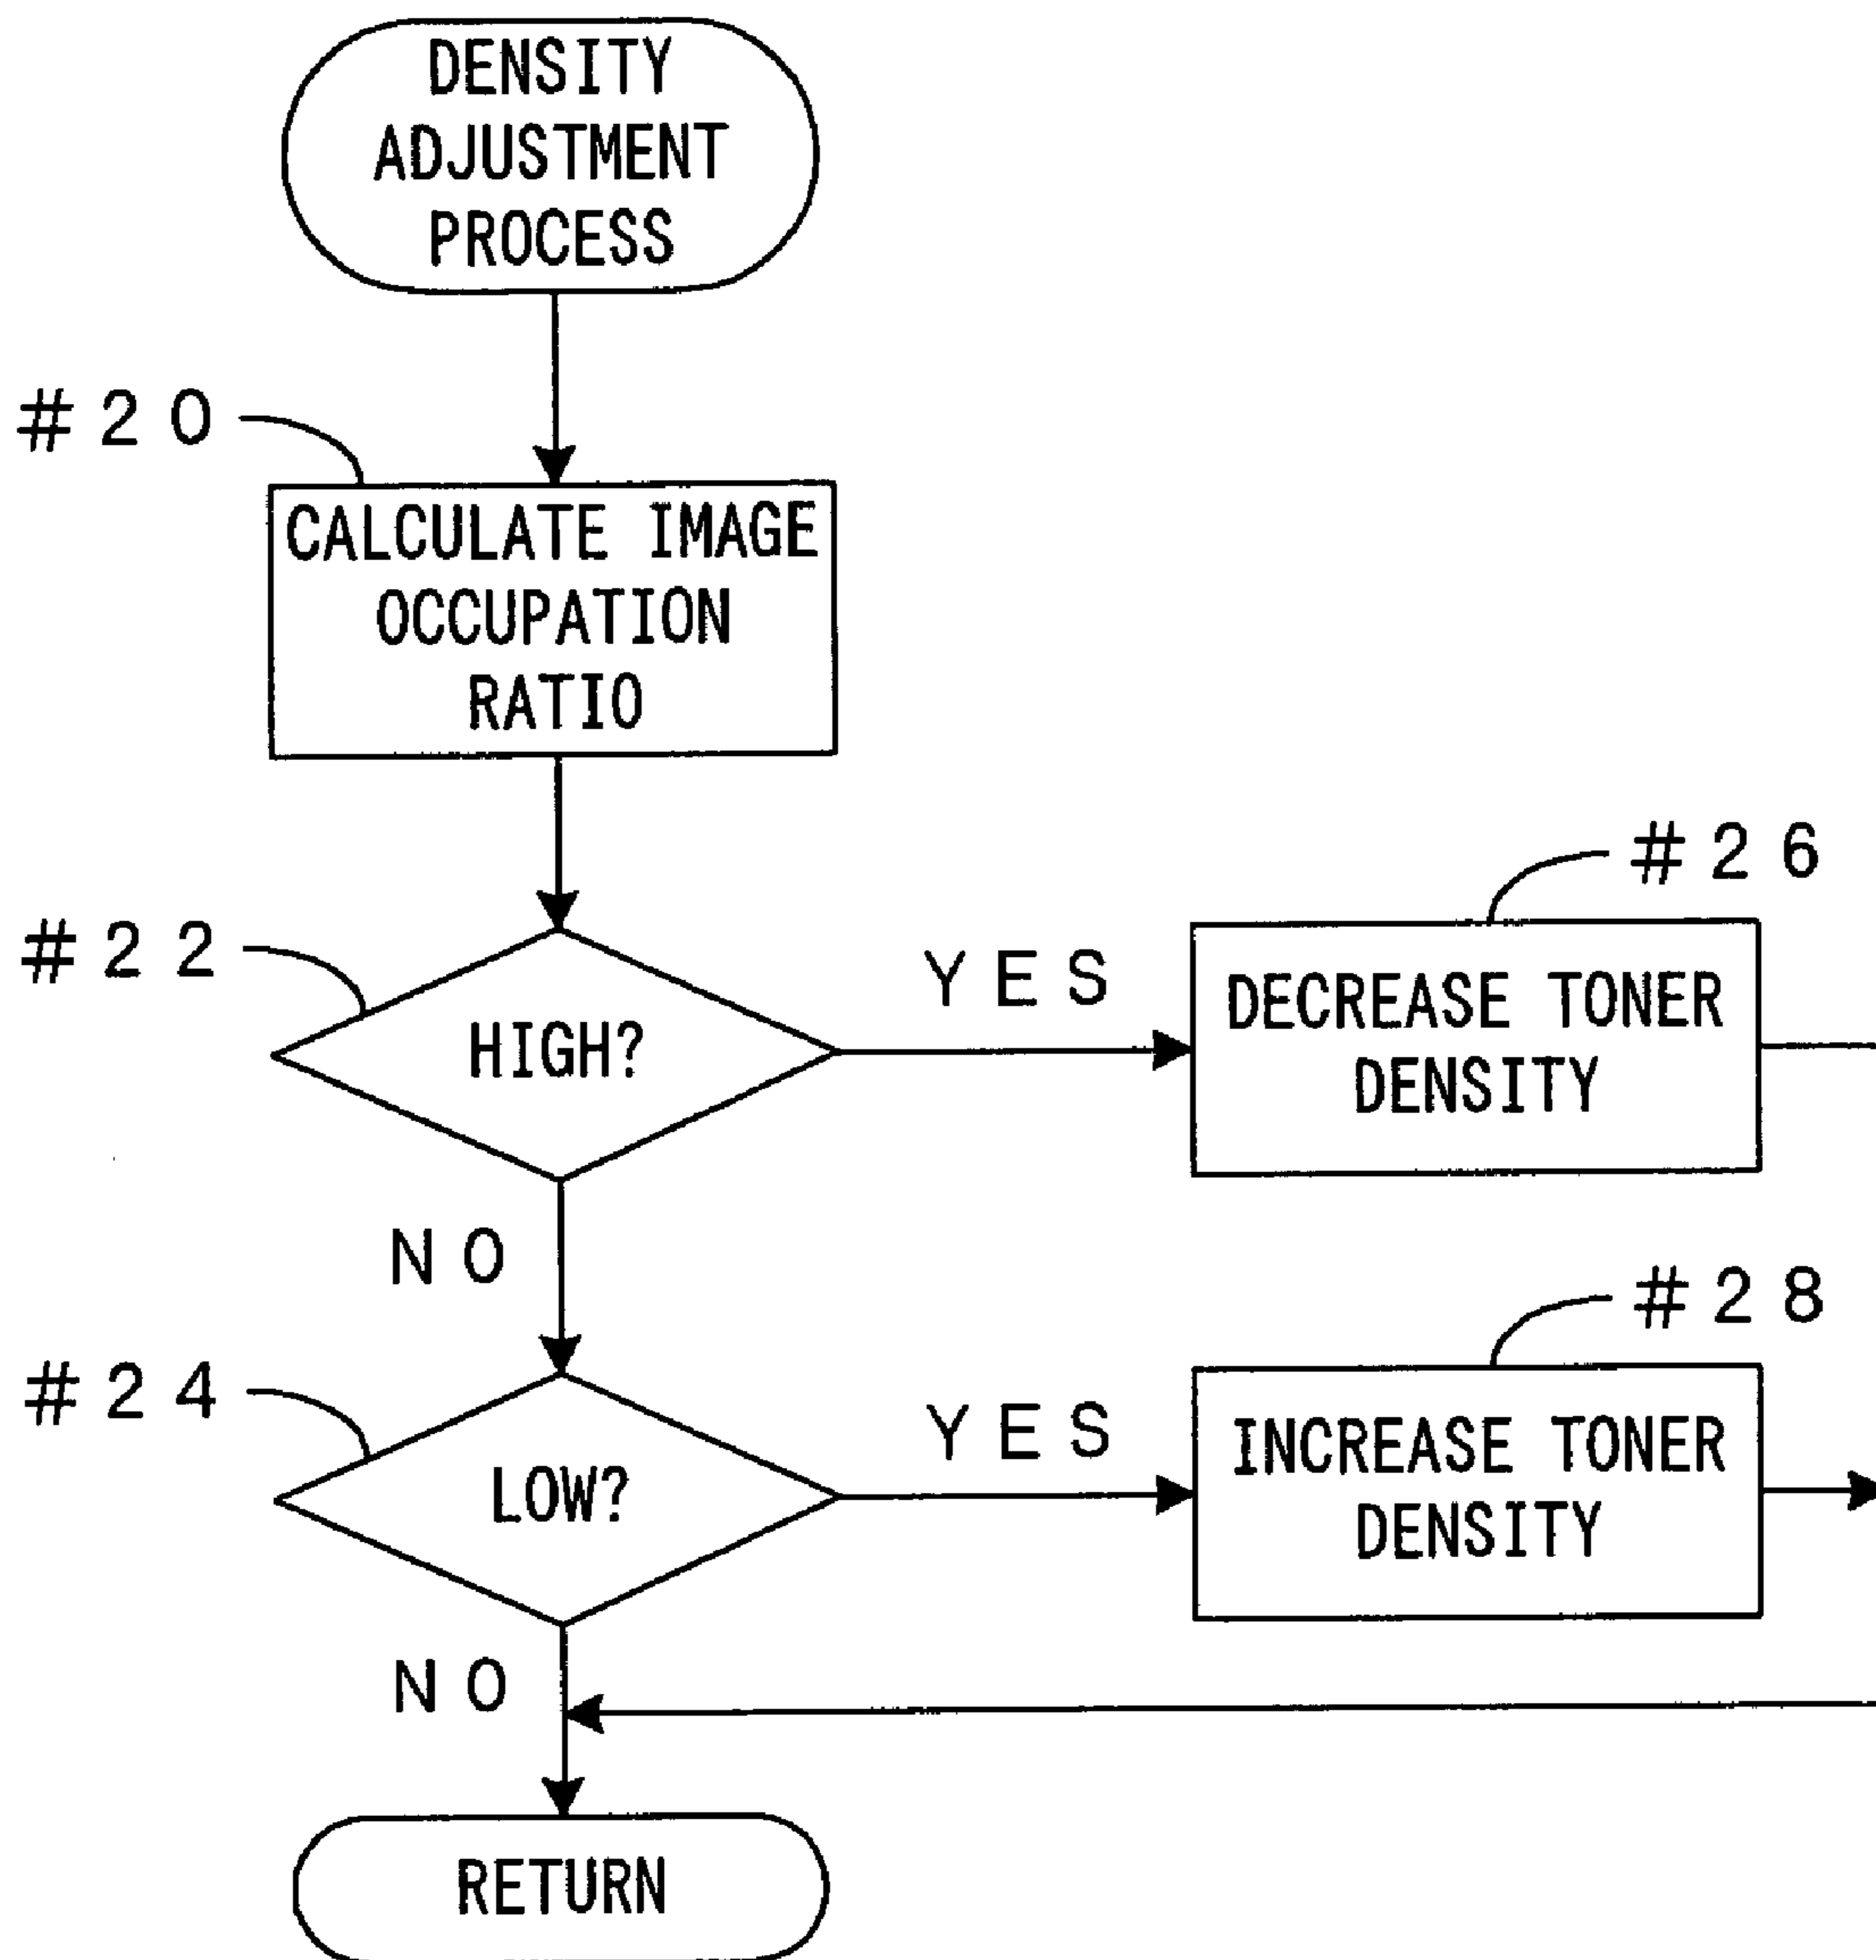 DENSITY
ADJUSTMENT
PROCESS
#20
CALCULATE IMAGE
OCCUPATION
RATIO
#22
HIGH?
YES
#26
DECREASE TONER
DENSITY
NO
#24
LOW?
YES
#28
INCREASE TONER
DENSITY
NO
RETURN